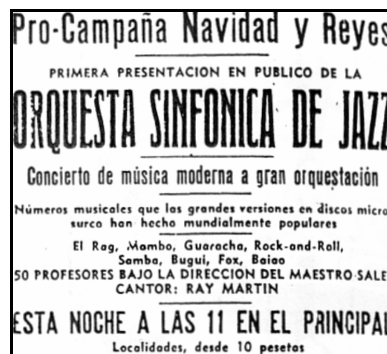 Pro-Campaña Navidad y Reyes
PRIMERA PRESENTACION EN PUBLICO DE LA
ORQUESTA SINFONICA DE JAZZ
Concierto de música moderna a gran orquestación
Números musicales que las grandes versiones en discos micro-
surco han hecho mundialmente populares
El Rag, Mambo, Guaracha, Rock-and-Roll,
Samba, Bugui, Fox, Baiao
50 PROFESORES BAJO LA DIRECCION DEL MAESTRO SALE
CANTOR: RAY MARTIN
ESTA NOCHE A LAS 11 EN EL PRINCIPAL
Localidades, desde 10 pesetas